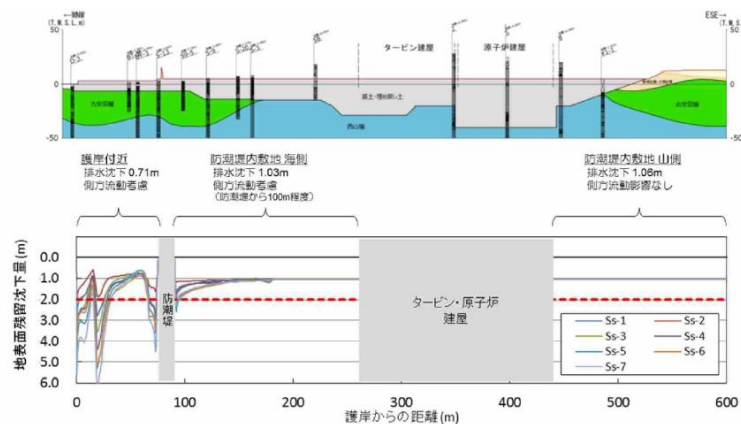 ESE→
(T.M.S.L.m)
(T.M.S.L.m)
50
50
タービン建屋
原子炉建屋
0
0
古安田層
西山層
古安田層
-50
-50
護岸付近
排水沈下0.71m
側方流動考慮
防潮堤内敷地 海側
排水沈下1.03m
側方流動考慮
(防潮堤から100m程度)
防潮堤内敷地 山側
排水沈下1.06m
側方流動影響なし
地表面残留沈下量(m)
0.0
1.0
2.0
3.0
4.0
5.0
6.0
防潮堤
タービン・原子炉
建屋
Ss-1
Ss-2
Ss-3
Ss-4
Ss-5
Ss-6
Ss-7
0
100
200
300
400
500
600
護岸からの距離(m)